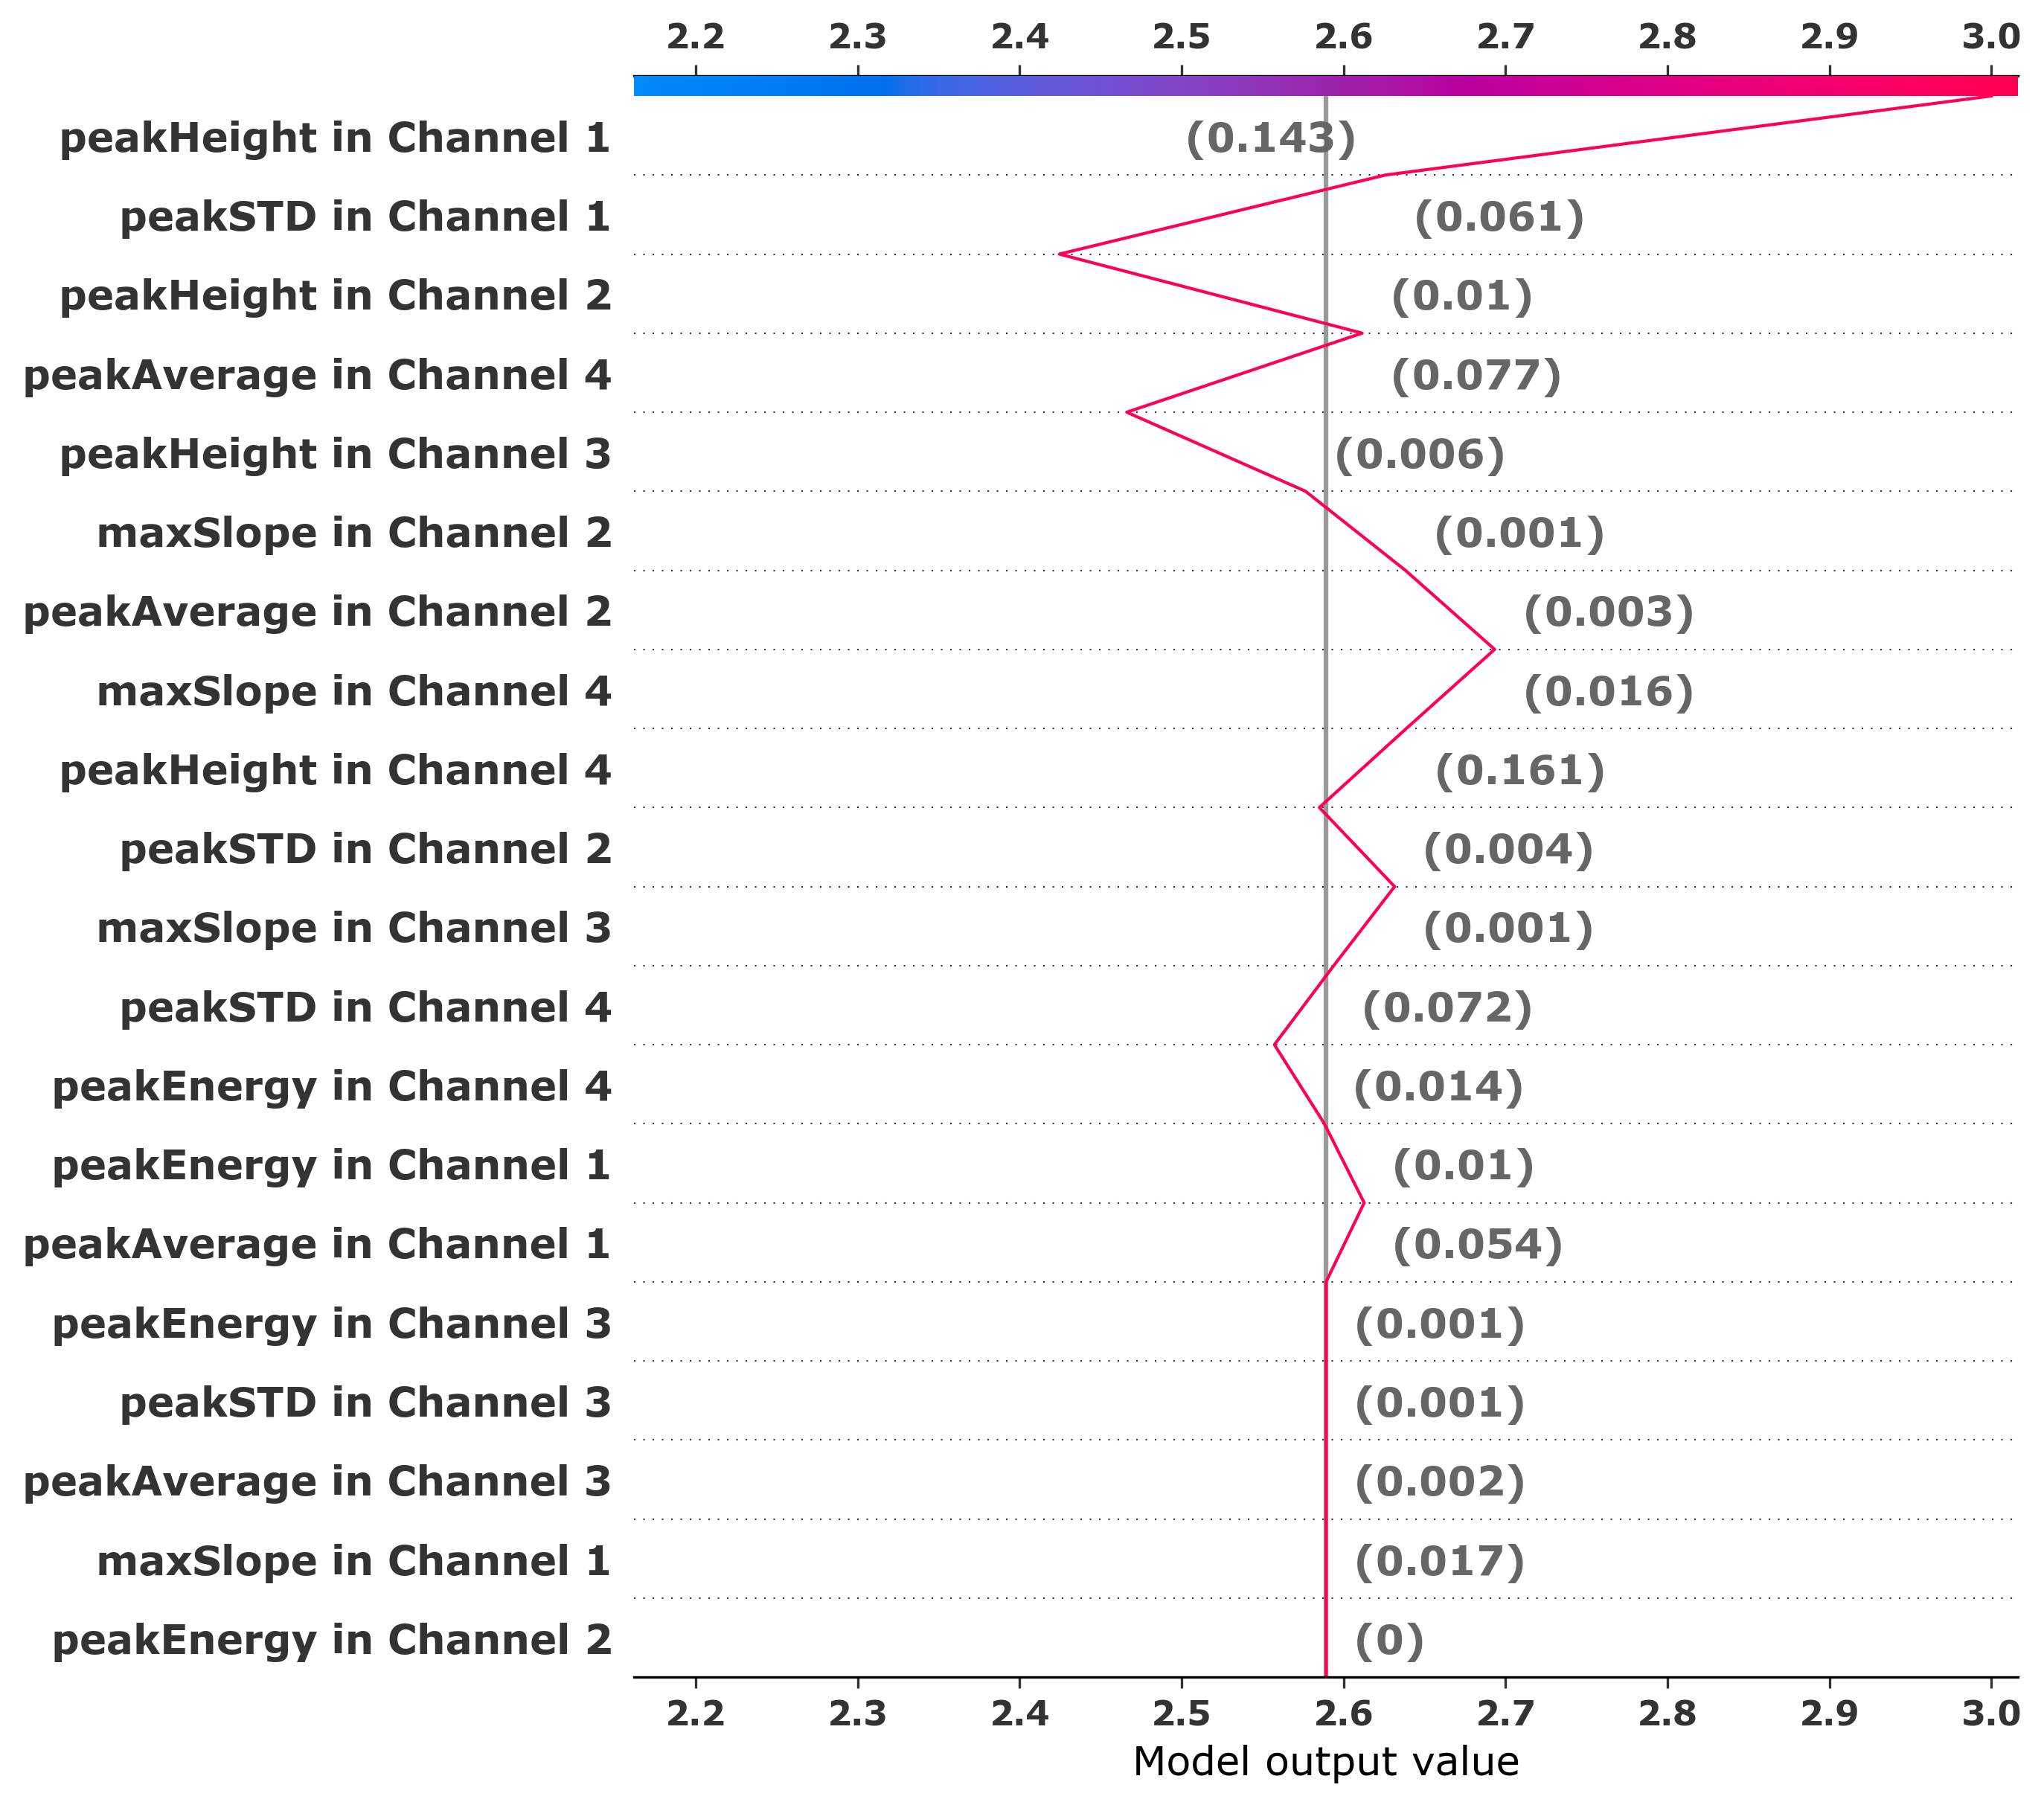 2.2 2.3 2.4 2.5 2.6 2.7 2.8 2.9 3.0
peakHeight in Channel 1 (0.143)
peakSTD in Channel 1 (0.061)
peakHeight in Channel 2 (0.01)
peakAverage in Channel 4 (0.077)
peakHeight in Channel 3 (0.006)
maxSlope in Channel 2 (0.001)
peakAverage in Channel 2 (0.003)
maxSlope in Channel 4 (0.016)
peakHeight in Channel 4 (0.161)
peakSTD in Channel 2 (0.004)
maxSlope in Channel 3 (0.001)
peakSTD in Channel 4 (0.072)
peakEnergy in Channel 4 (0.014)
peakEnergy in Channel 1 (0.01)
peakAverage in Channel 1 (0.054)
peakEnergy in Channel 3 (0.001)
peakSTD in Channel 3 (0.001)
peakAverage in Channel 3 (0.002)
maxSlope in Channel 1 (0.017)
peakEnergy in Channel 2 (0)
2.2 2.3 2.4 2.5 2.6 2.7 2.8 2.9 3.0
Model output value